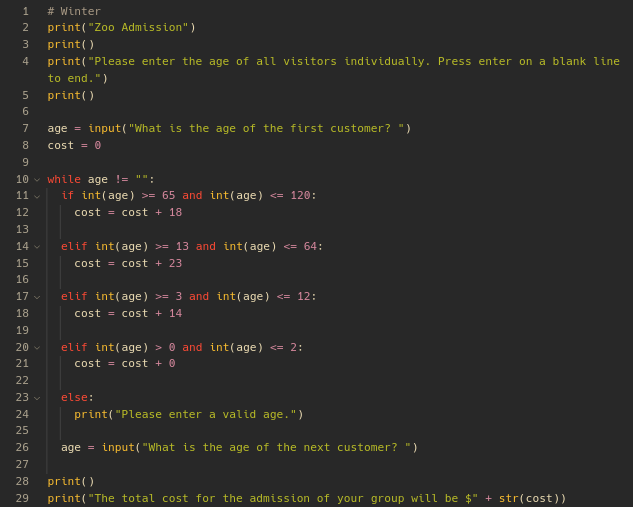 1 # Winter
2 print("Zoo Admission")
3 print()
4 print("Please enter the age of all visitors individually. Press enter on a blank line
to end.")
5 print()
6
7 age = input("What is the age of the first customer? ")
8 cost = 0
9
10 while age != "":
11   if int(age) >= 65 and int(age) <= 120:
12     cost = cost + 18
13
14   elif int(age) >= 13 and int(age) <= 64:
15     cost = cost + 23
16
17   elif int(age) >= 3 and int(age) <= 12:
18     cost = cost + 14
19
20   elif int(age) > 0 and int(age) <= 2:
21     cost = cost + 0
22
23   else:
24     print("Please enter a valid age.")
25
26   age = input("What is the age of the next customer? ")
27
28 print()
29 print("The total cost for the admission of your group will be $" + str(cost))